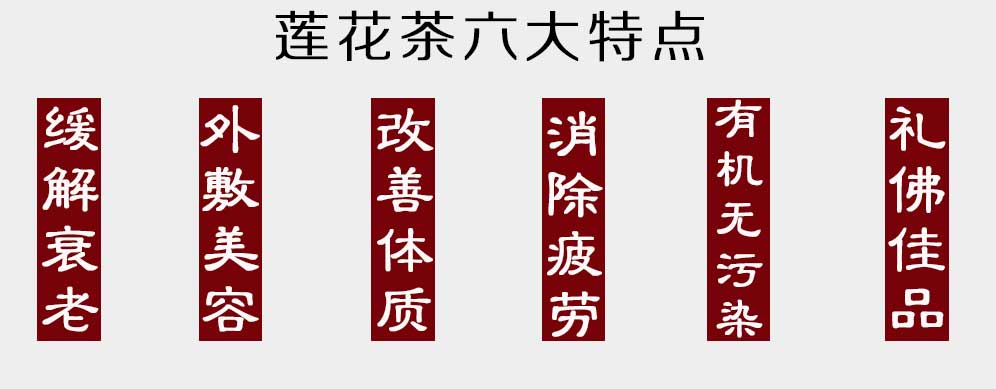 莲花茶六大特点
缓解衰老
外敷美容
改善体质
消除疲劳
有机无污染
礼佛佳品